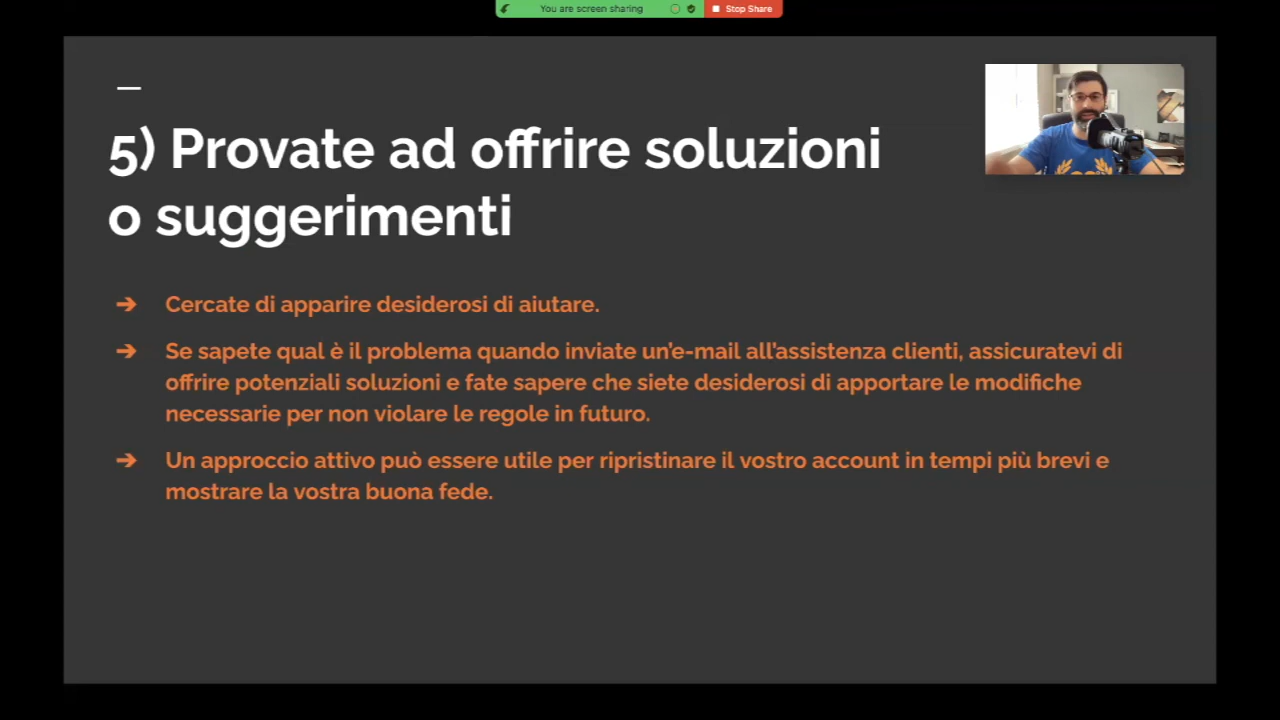 You are screen sharing
Stop Share
5) Provate ad offrire soluzioni
o suggerimenti
➔ Cercate di apparire desiderosi di aiutare.
➔ Se sapete qual è il problema quando inviate un'e-mail all'assistenza clienti, assicuratevi di
offrire potenziali soluzioni e fate sapere che siete desiderosi di apportare le modifiche
necessarie per non violare le regole in futuro.
➔ Un approccio attivo può essere utile per ripristinare il vostro account in tempi più brevi e
mostrare la vostra buona fede.